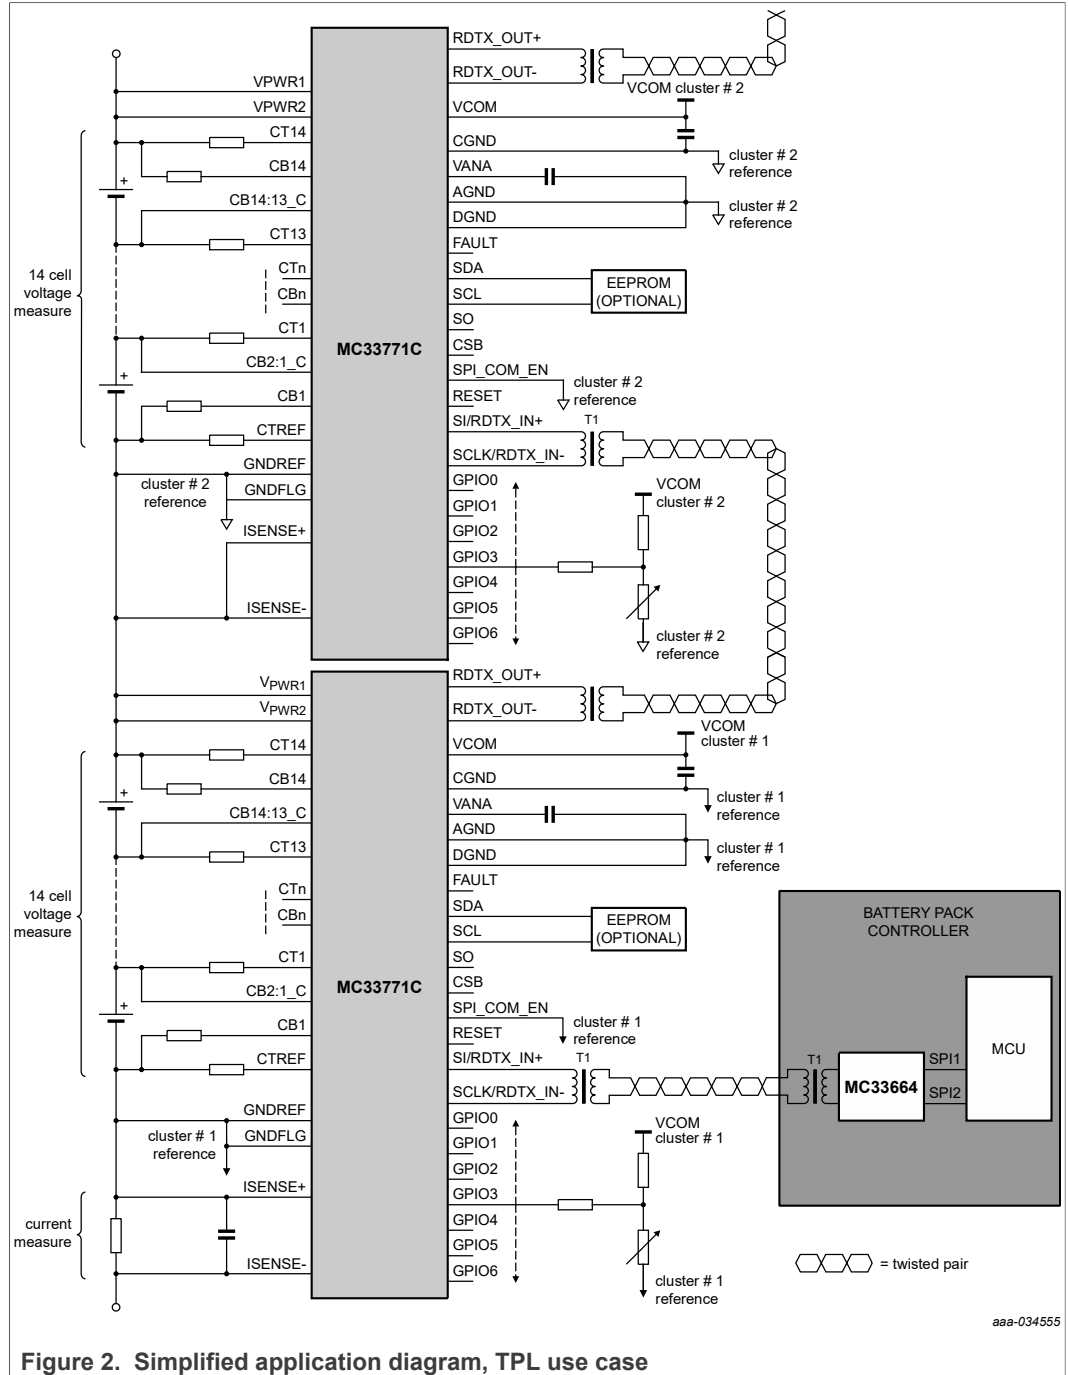 RDTX_OUT+
RDTX_OUT-
VCOM cluster # 2
VPWR1
VPWR2
VCOM
CT14
CGND
cluster # 2
reference
CB14
VANA
+
CB14:13_C
AGND
cluster # 2
reference
DGND
CT13
FAULT
14 cell
voltage
measure
CTn
SDA
EEPROM
(OPTIONAL)
CBn
SCL
SO
CT1
MC33771C
CSB
CB2:1_C
SPI_COM_EN
cluster # 2
reference
+
CB1
RESET
CTREF
SI/RDTX_IN+
T1
SCLK/RDTX_IN-
GNDREF
cluster # 2
reference
GNDFLG
GPIO0
VCOM
cluster # 2
GPIO1
ISENSE+
GPIO2
GPIO3
GPIO4
ISENSE-
GPIO5
GPIO6
cluster # 2
reference
RDTX_OUT+
VPWR1
RDTX_OUT-
VPWR2
VCOM
cluster # 1
CT14
VCOM
CB14
CGND
+
VANA
cluster # 1
reference
CB14:13_C
AGND
CT13
DGND
cluster # 1
reference
FAULT
14 cell
voltage
measure
CTn
SDA
EEPROM
(OPTIONAL)
CBn
SCL
BATTERY PACK
CONTROLLER
CT1
SO
MC33771C
CSB
CB2:1_C
SPI_COM_EN
cluster # 1
reference
+
CB1
RESET
CTREF
SI/RDTX_IN+
T1
SCLK/RDTX_IN-
T1
MC33664
SPI1
SPI2
MCU
GNDREF
cluster # 1
reference
GNDFLG
GPIO0
VCOM
cluster # 1
GPIO1
GPIO2
ISENSE+
GPIO3
current
measure
GPIO4
GPIO5
ISENSE-
GPIO6
cluster # 1
reference
= twisted pair
aaa-034555
Figure 2. Simplified application diagram, TPL use case